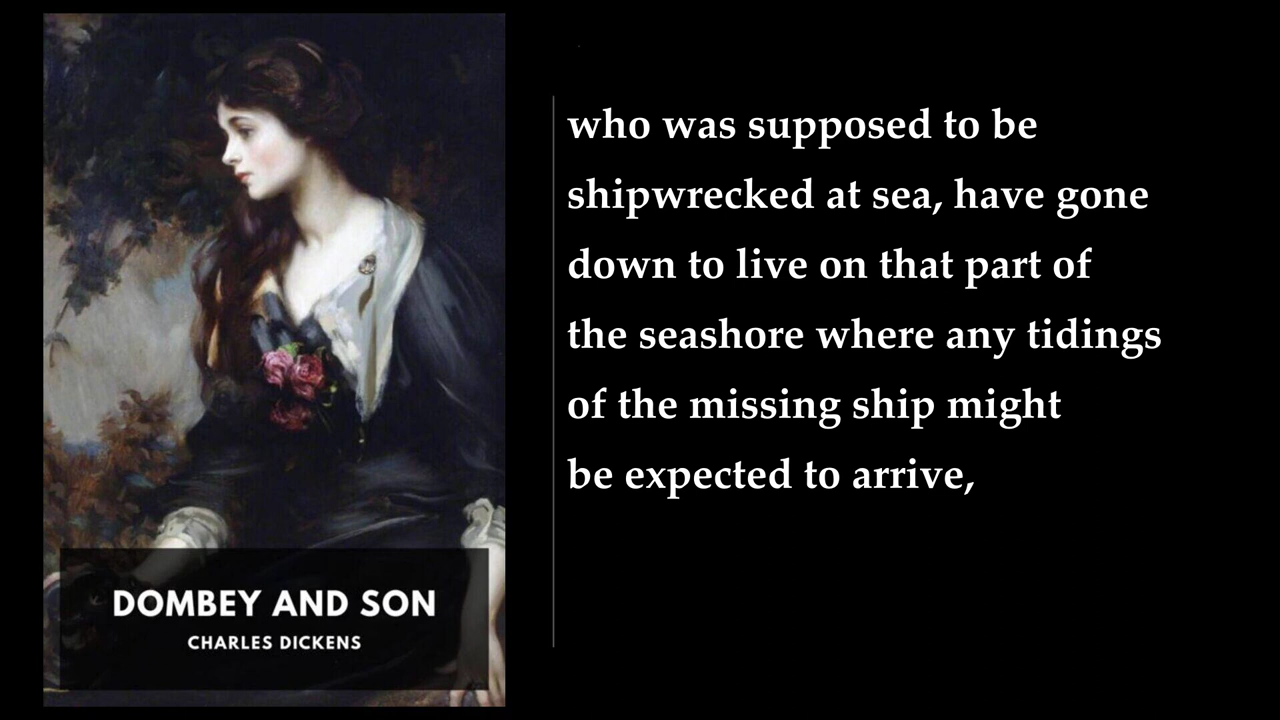 who was supposed to be
shipwrecked at sea, have gone
down to live on that part of
the seashore where any tidings
of the missing ship might
be expected to arrive,
DOMBEY AND SON
CHARLES DICKENS